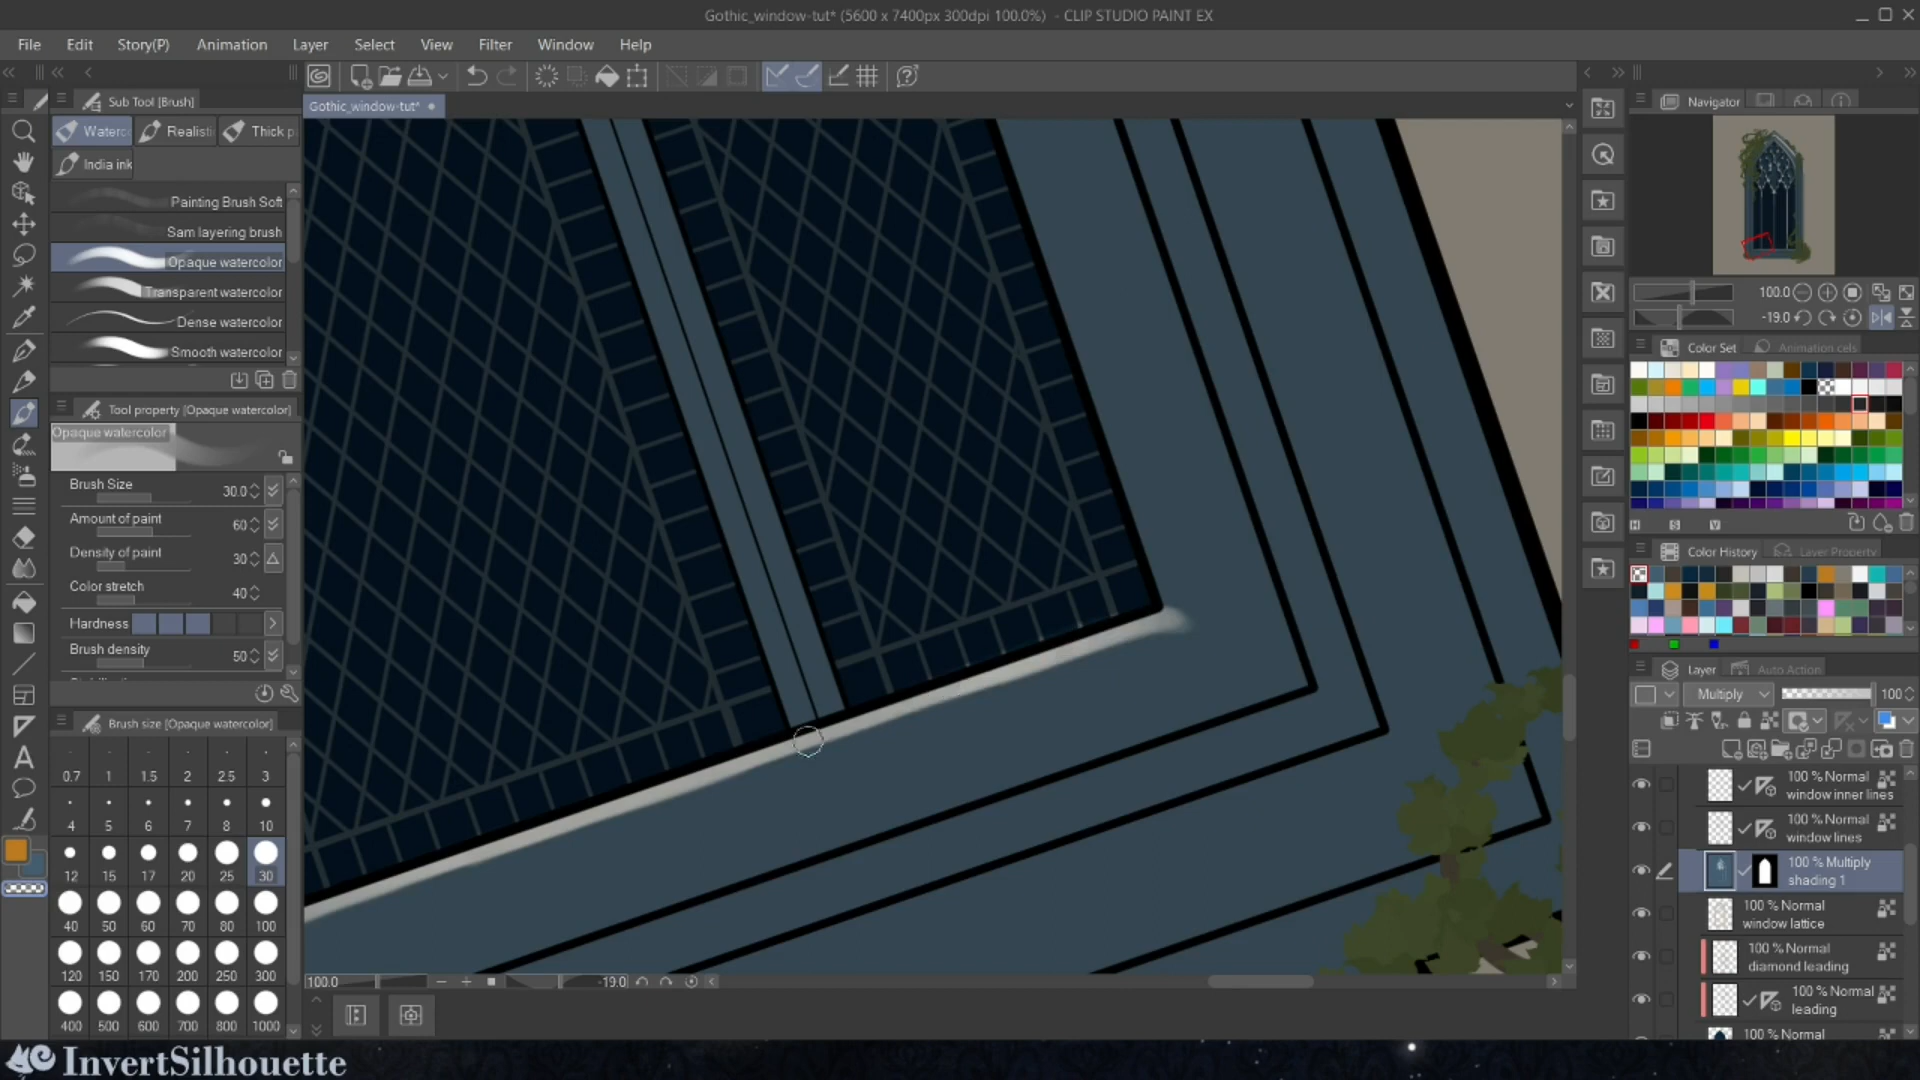 Gothic_window-tut* (5600 x 7400px 300dpi 100.0%)  - CLIP STUDIO PAINT EX
File Edit Story(P) Animation Layer Select View Filter Window Help
Sub Tool [Brush]
Gothic_window-tut*
Navigator
Waterc Realisti Thick p
India ink
Painting Brush Soft
Sam layering brush
Opaque watercolor
Transparent watercolor
Dense watercolor
Smooth watercolor
Tool property [Opaque watercolor]
Opaque watercolor
Brush Size 30.0
Amount of paint 60
Density of paint 30
Color stretch 40
Hardness
Brush density 50
Brush size [Opaque watercolor]
0.7 1 1.5 2 2.5 3
4 5 6 7 8 10
12 15 17 20 25 30
40 50 60 70 80 100
120 150 170 200 250 300
400 500 600 700 800 1000
100.0 -19.0
100.0
-19.0
Color Set Animation cels
H S V
Color History Layer Property
Layer Auto Action
Multiply 100
100 % Normal
window inner lines
100 % Normal
window lines
100 % Multiply
shading 1
100 % Normal
window lattice
100 % Normal
diamond leading
100 % Normal
leading
100 % Normal
InvertSilhouette